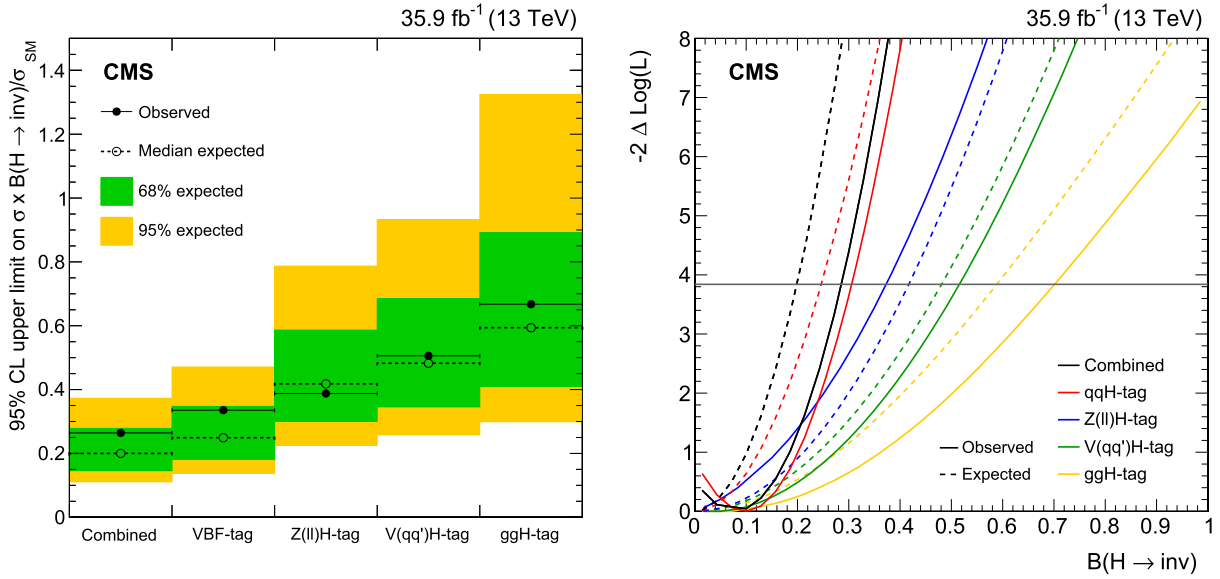 35.9 fb⁻¹ (13 TeV)
95% CL upper limit on σ x B(H → inv)/σ_SM
1.4
1.2
1
0.8
0.6
0.4
0.2
0
CMS
Observed
Median expected
68% expected
95% expected
Combined VBF-tag Z(ll)H-tag V(qq')H-tag ggH-tag
35.9 fb⁻¹ (13 TeV)
-2 Δ Log(L)
8
7
6
5
4
3
2
1
0
CMS
Combined
qqH-tag
Z(ll)H-tag
V(qq')H-tag
ggH-tag
Observed
Expected
0 0.1 0.2 0.3 0.4 0.5 0.6 0.7 0.8 0.9 1
B(H → inv)